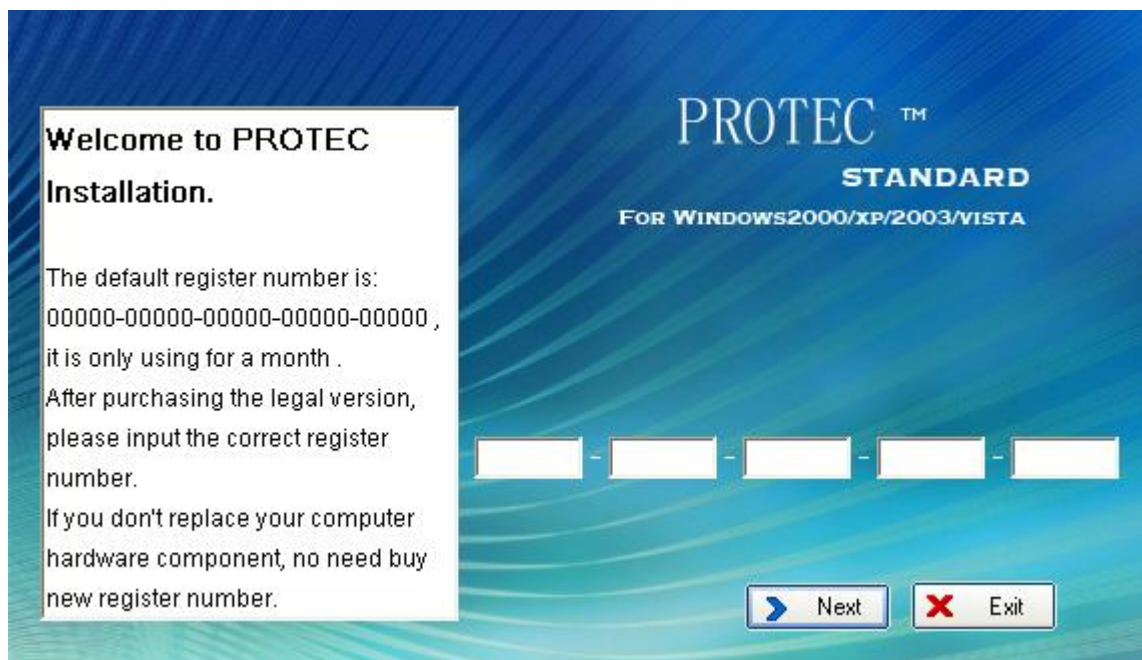 Welcome to PROTEC
Installation.
The default register number is:
00000-00000-00000-00000-00000 ,
it is only using for a month .
After purchasing the legal version,
please input the correct register
number.
If you don't replace your computer
hardware component, no need buy
new register number.
PROTEC ™
STANDARD
FOR WINDOWS2000/XP/2003/VISTA
- - - -
Next
Exit